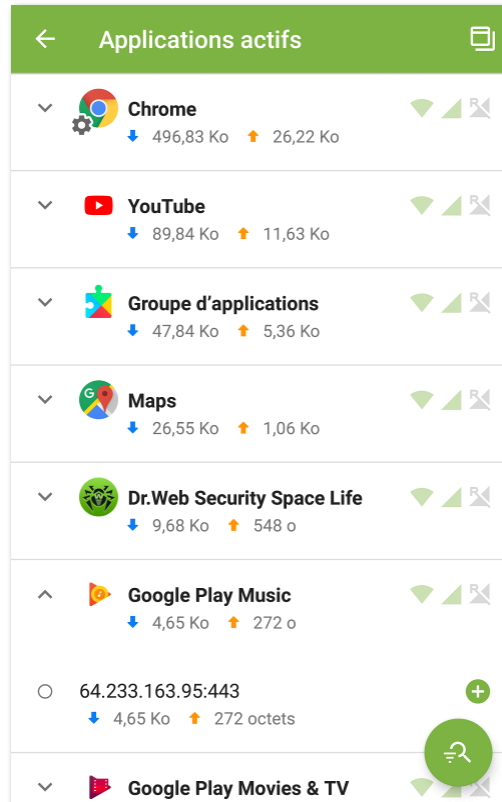 Applications actifs
Chrome
496,83 Ko 26,22 Ko
YouTube
89,84 Ko 11,63 Ko
Groupe d’applications
47,84 Ko 5,36 Ko
Maps
26,55 Ko 1,06 Ko
Dr.Web Security Space Life
9,68 Ko 548 o
Google Play Music
4,65 Ko 272 o
64.233.163.95:443
4,65 Ko 272 octets
Google Play Movies & TV